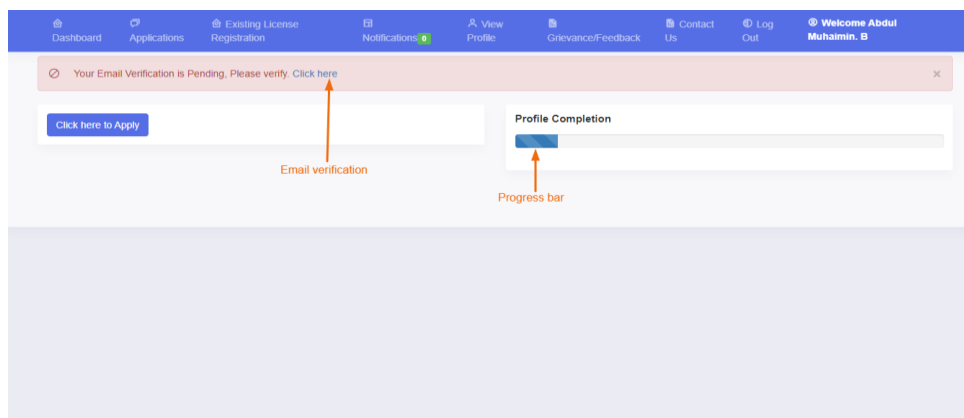 Dashboard
Applications
Existing License
Registration
Notifications 0
View
Profile
Grievance/Feedback
Contact
Us
Log
Out
Welcome Abdul
Muhaimin. B
Your Email Verification is Pending, Please verify. Click here
×
Click here to Apply
Profile Completion
Email verification
Progress bar